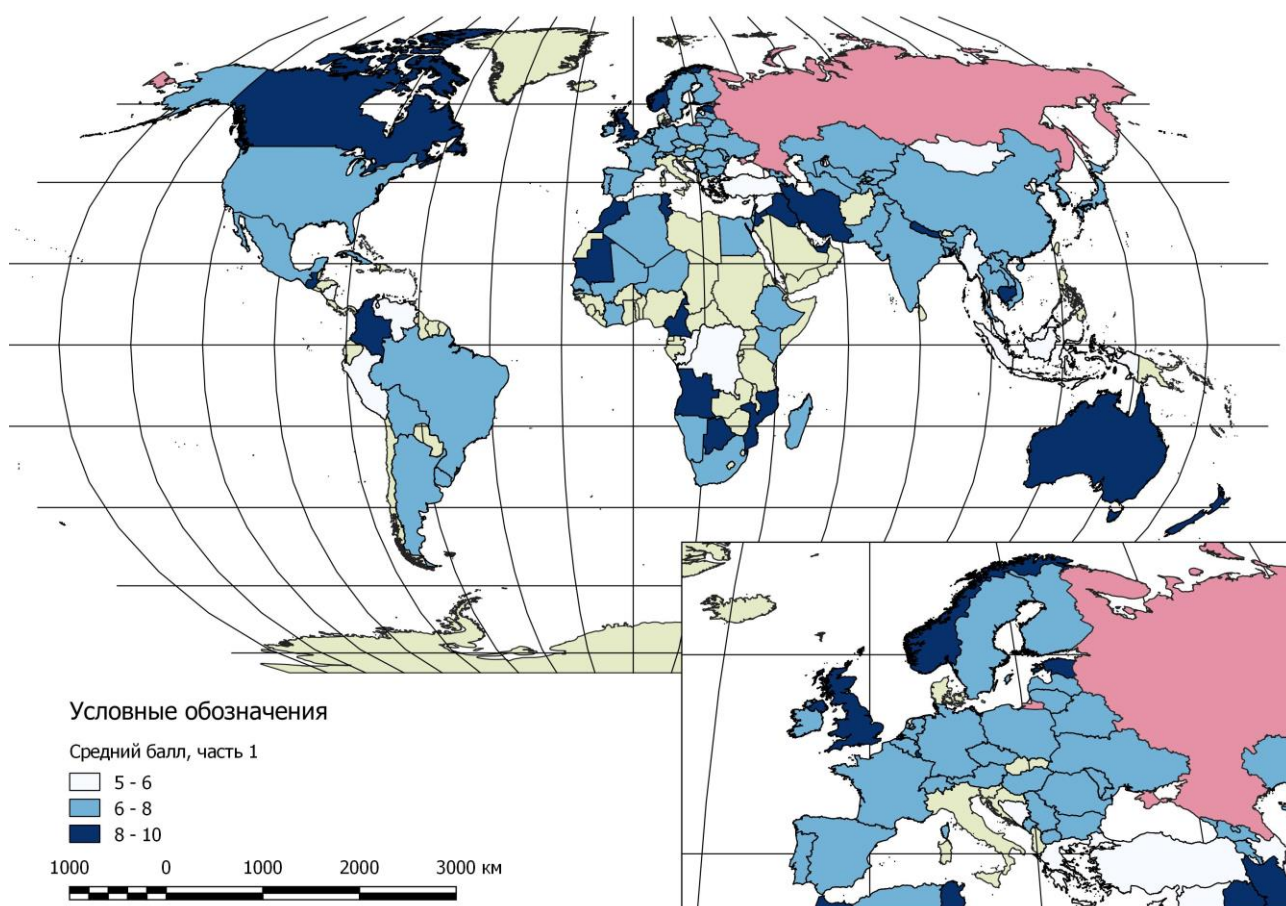 Условные обозначения
Средний балл, часть 1
5 - 6
6 - 8
8 - 10
1000 0 1000 2000 3000 км